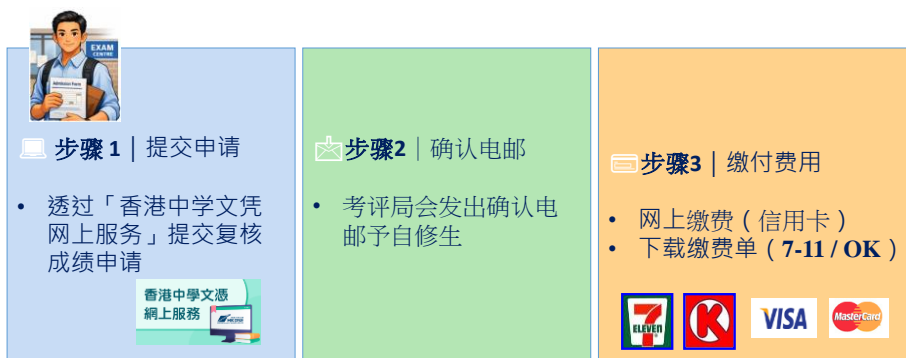 EXAM
CENTRE
Admission Form
步骤 1 | 提交申请
• 透过「香港中学文凭
网上服务」提交复核
成绩申请
香港中學文憑
網上服務
步骤2 | 确认电邮
• 考评局会发出确认电
邮予自修生
步骤3 | 缴付费用
• 网上缴费（信用卡）
• 下载缴费单（7-11 / OK）
7
ELEVEN
K
VISA
MasterCard